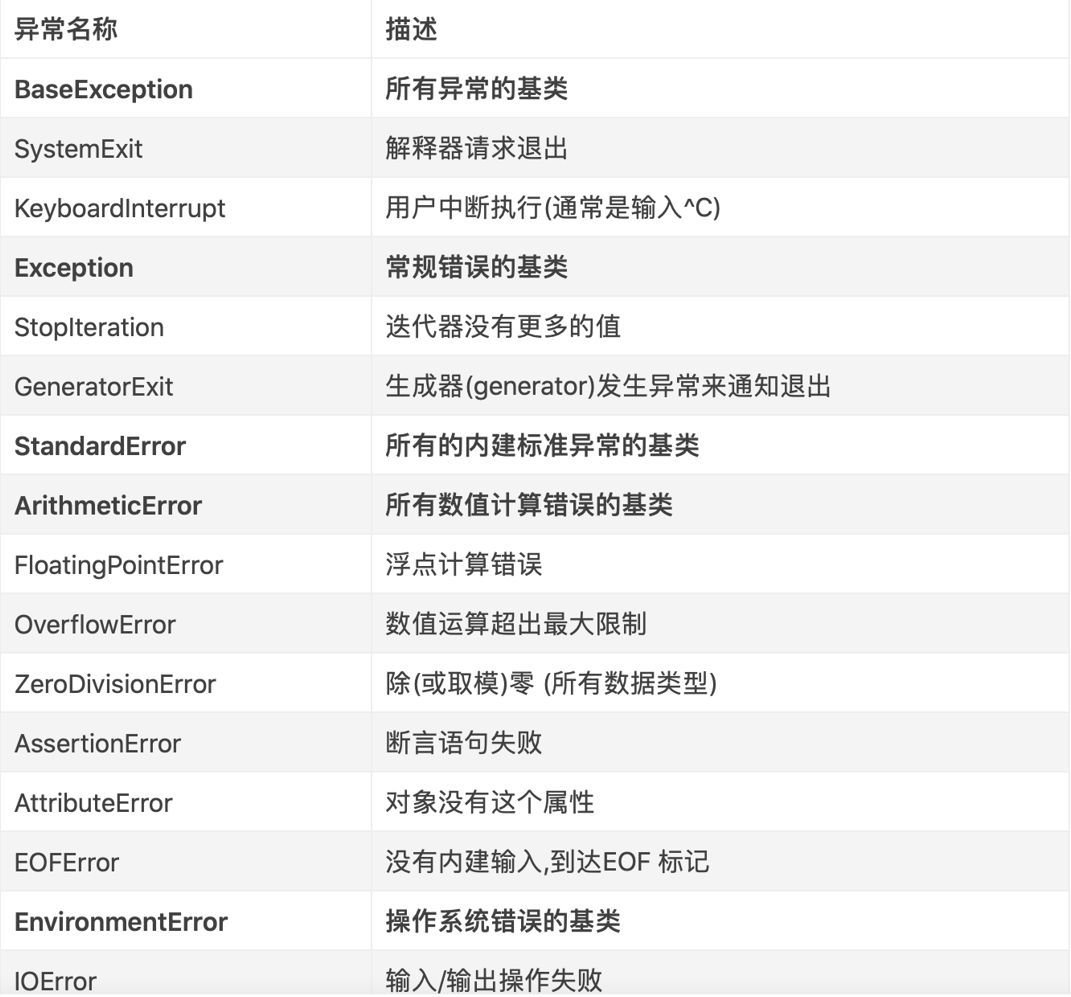 异常名称 描述
BaseException 所有异常的基类
SystemExit 解释器请求退出
KeyboardInterrupt 用户中断执行(通常是输入^C)
Exception 常规错误的基类
StopIteration 迭代器没有更多的值
GeneratorExit 生成器(generator)发生异常来通知退出
StandardError 所有的内建标准异常的基类
ArithmeticError 所有数值计算错误的基类
FloatingPointError 浮点计算错误
OverflowError 数值运算超出最大限制
ZeroDivisionError 除(或取模)零 (所有数据类型)
AssertionError 断言语句失败
AttributeError 对象没有这个属性
EOFError 没有内建输入,到达EOF 标记
EnvironmentError 操作系统错误的基类
IOError 输入/输出操作失败